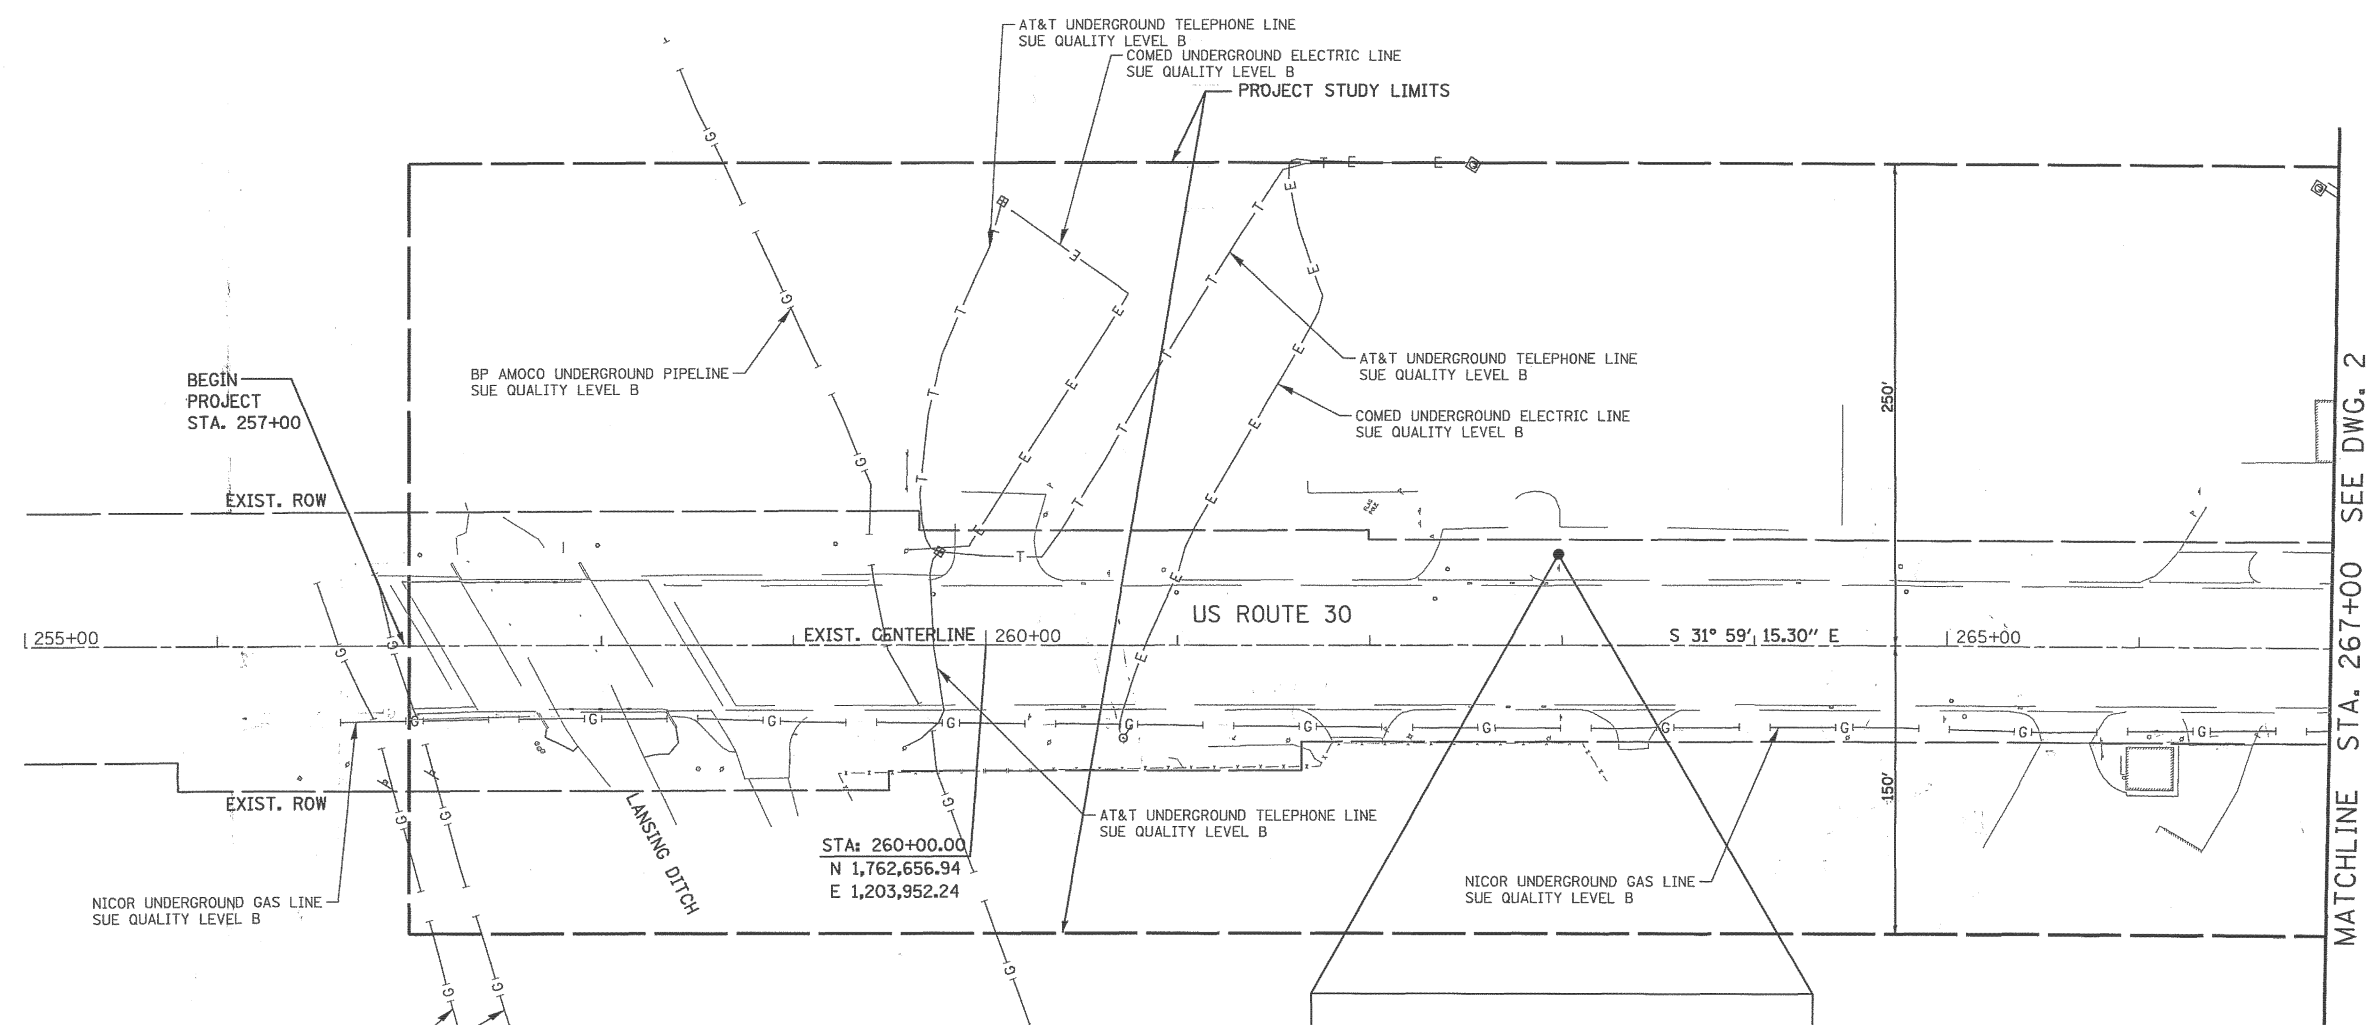 AT&T UNDERGROUND TELEPHONE LINE
SUE QUALITY LEVEL B
COMED UNDERGROUND ELECTRIC LINE
SUE QUALITY LEVEL B
PROJECT STUDY LIMITS
BP AMOCO UNDERGROUND PIPELINE
SUE QUALITY LEVEL B
BEGIN
PROJECT
STA. 257+00
AT&T UNDERGROUND TELEPHONE LINE
SUE QUALITY LEVEL B
COMED UNDERGROUND ELECTRIC LINE
SUE QUALITY LEVEL B
250'
EXIST. ROW
US ROUTE 30
255+00
EXIST. CENTERLINE
260+00
S 31° 59' 15.30" E
265+00
EXIST. ROW
LANSING DITCH
150'
AT&T UNDERGROUND TELEPHONE LINE
SUE QUALITY LEVEL B
STA: 260+00.00
N 1,762,656.94
E 1,203,952.24
NICOR UNDERGROUND GAS LINE
SUE QUALITY LEVEL B
NICOR UNDERGROUND GAS LINE
SUE QUALITY LEVEL B
MATCHLINE STA. 267+00 SEE DWG. 2